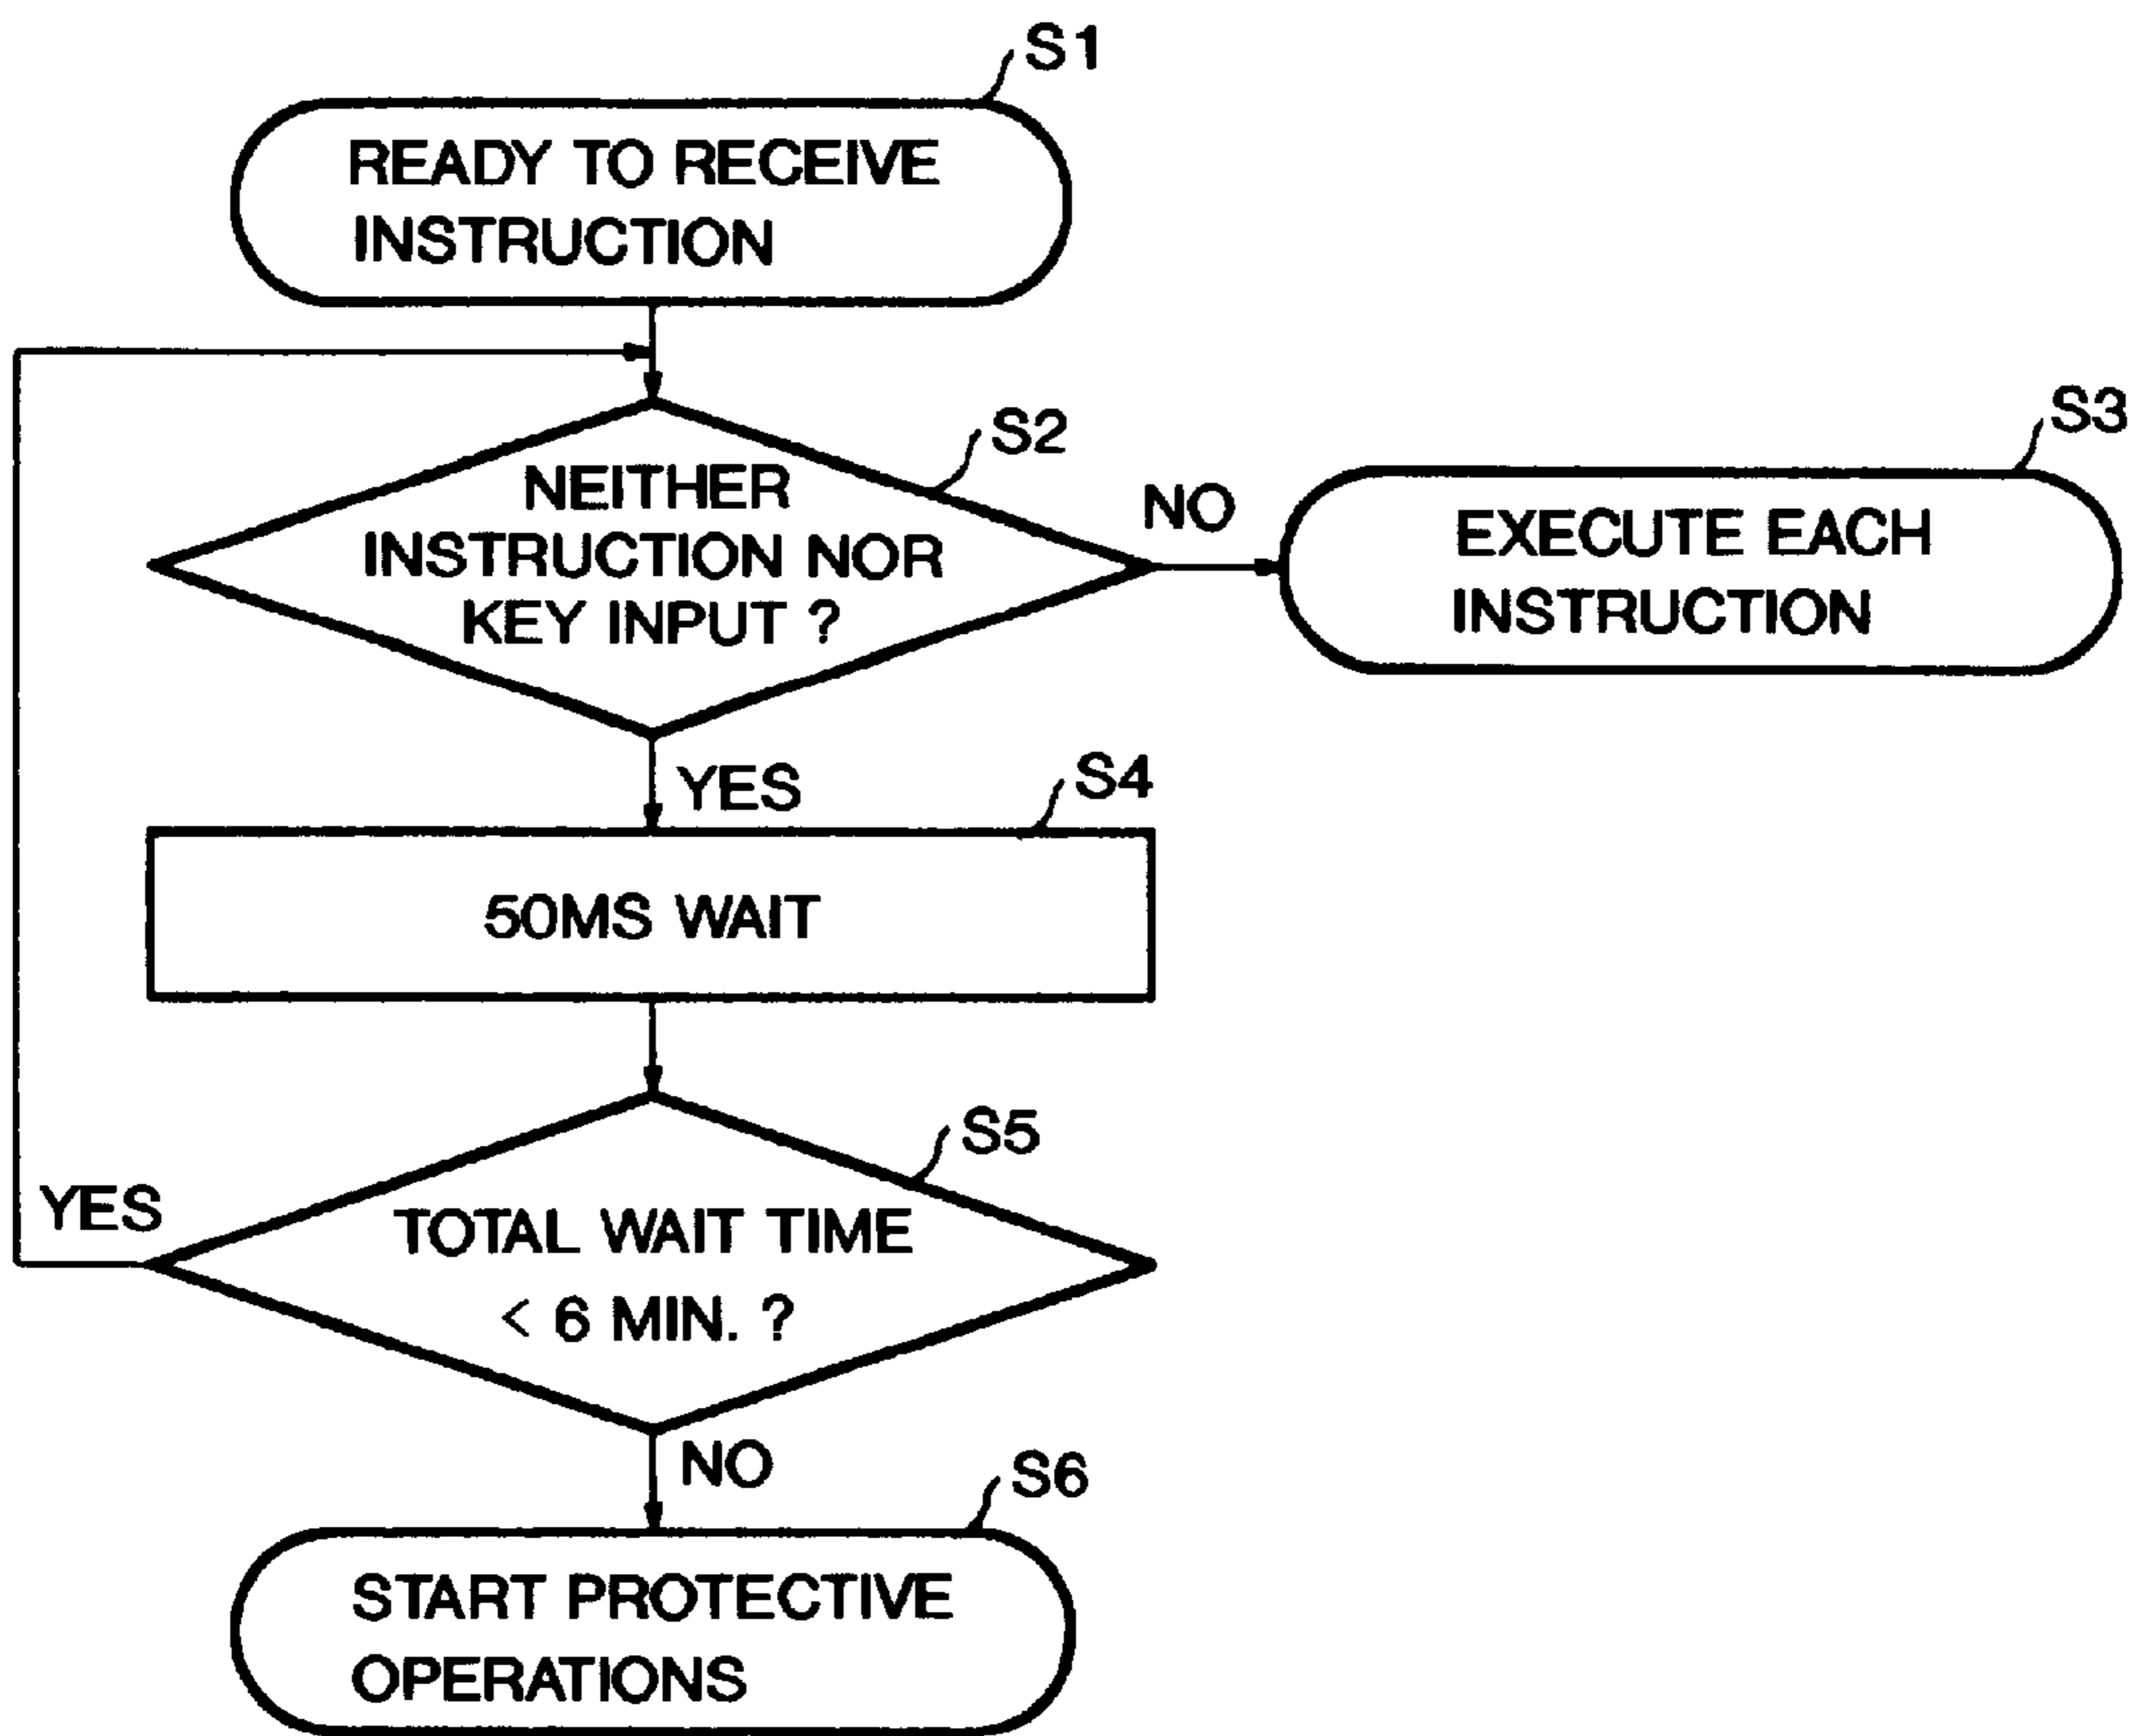 S1
READY TO RECEIVE
INSTRUCTION
S2
NEITHER
INSTRUCTION NOR
KEY INPUT ?
NO
S3
EXECUTE EACH
INSTRUCTION
YES
S4
50MS WAIT
S5
TOTAL WAIT TIME
< 6 MIN. ?
YES
NO
S6
START PROTECTIVE
OPERATIONS